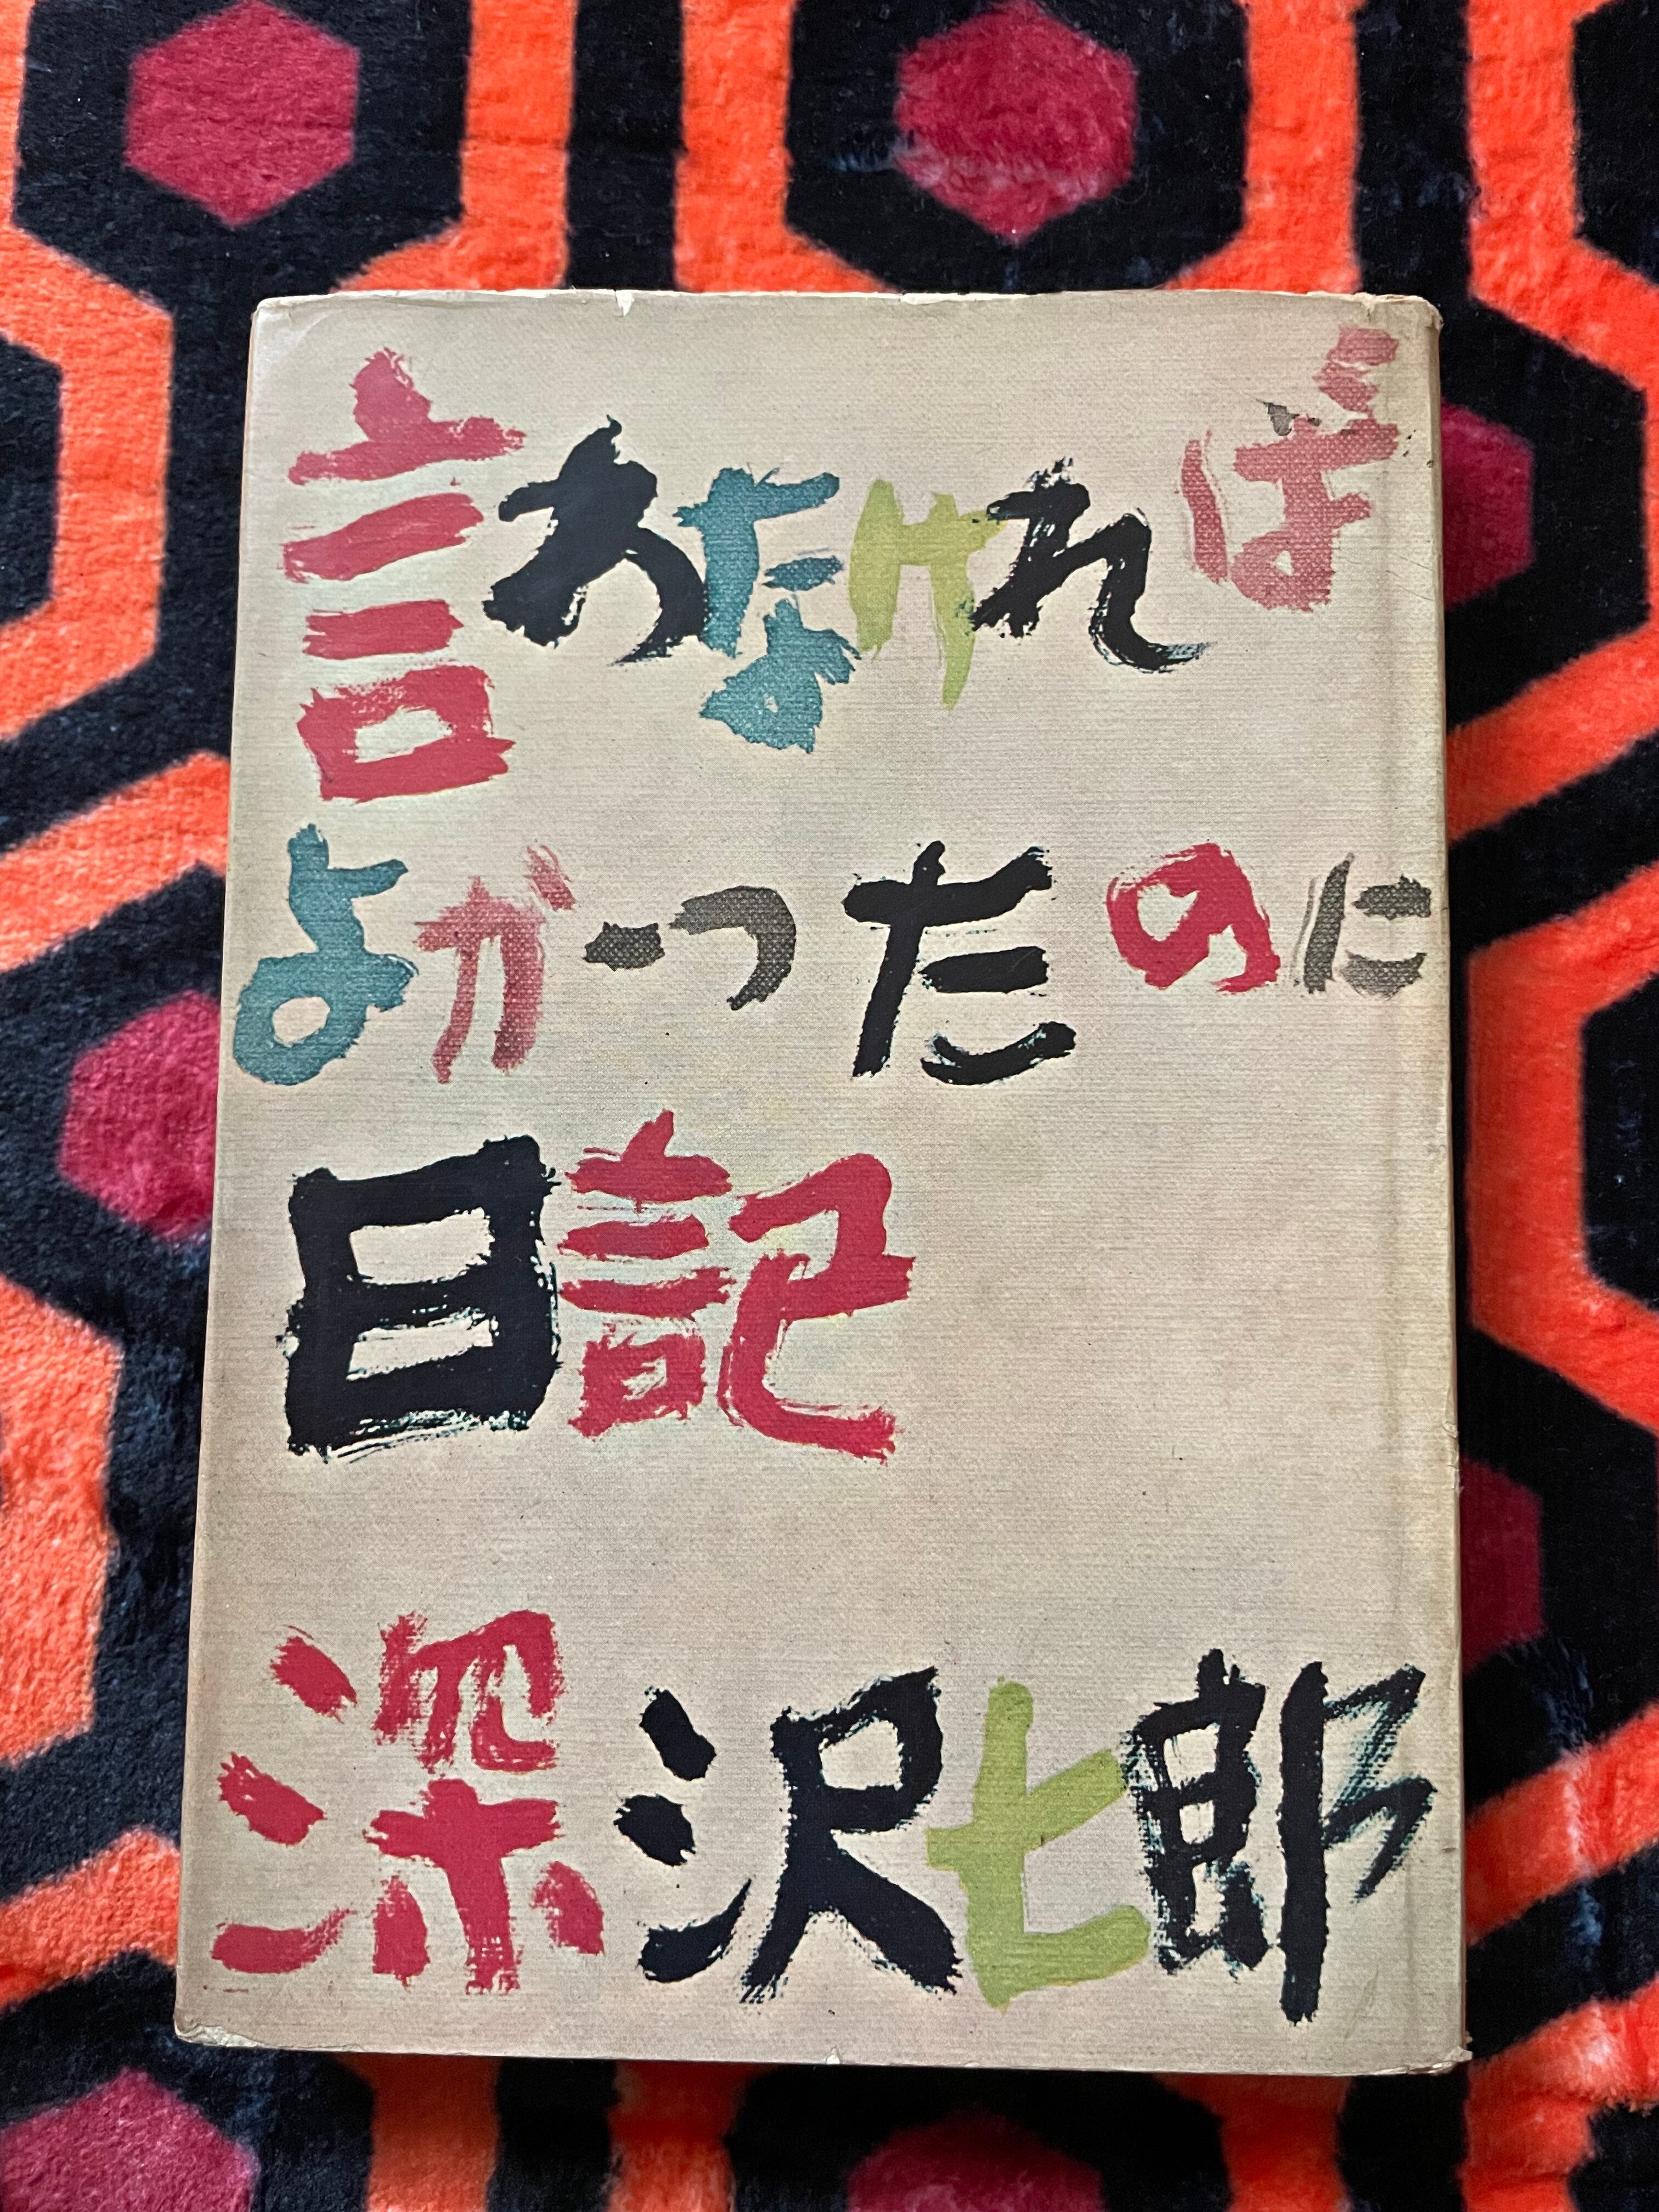 言わなければ
よかったのに
日記
深沢七郎